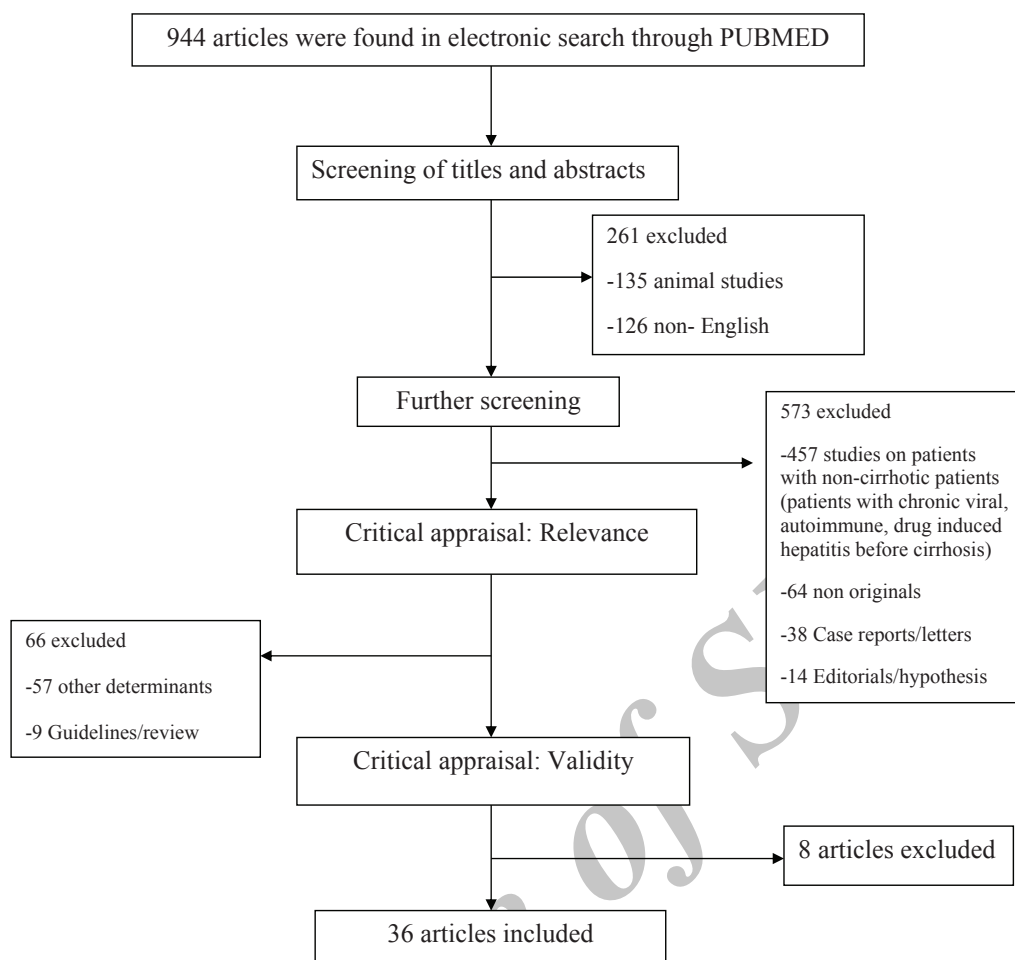 944 articles were found in electronic search through PUBMED
Screening of titles and abstracts
261 excluded
-135 animal studies
-126 non- English
Further screening
573 excluded
-457 studies on patients
with non-cirrhotic patients
(patients with chronic viral,
autoimmune, drug induced
hepatitis before cirrhosis)
-64 non originals
-38 Case reports/letters
-14 Editorials/hypothesis
Critical appraisal: Relevance
66 excluded
-57 other determinants
-9 Guidelines/review
Critical appraisal: Validity
8 articles excluded
36 articles included
of